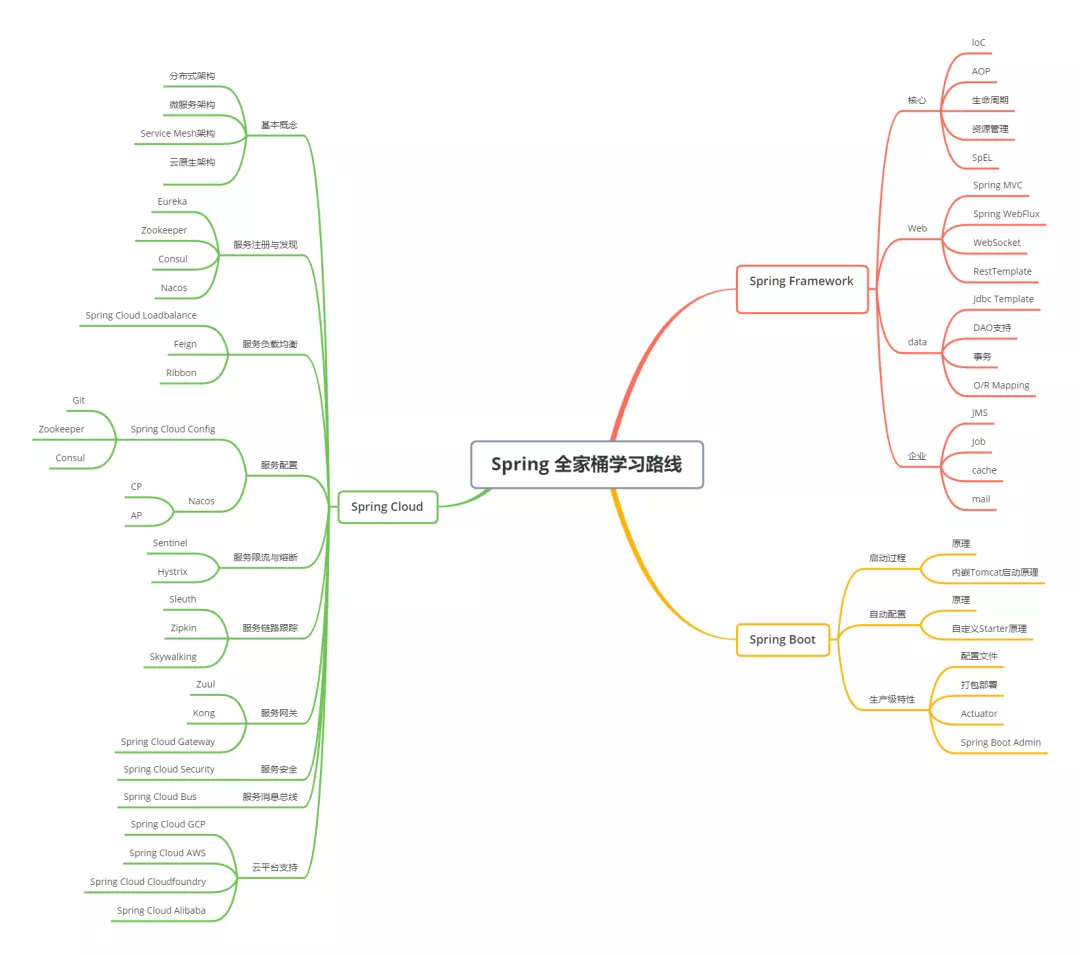 Spring 全家桶学习路线
Spring Framework
核心
IoC
AOP
生命周期
资源管理
SpEL
Web
Spring MVC
Spring WebFlux
WebSocket
RestTemplate
data
Jdbc Template
DAO支持
事务
O/R Mapping
企业
JMS
Job
cache
mail
Spring Boot
启动过程
原理
内嵌Tomcat启动原理
自动配置
原理
自定义Starter原理
生产级特性
配置文件
打包部署
Actuator
Spring Boot Admin
Spring Cloud
基本概念
分布式架构
微服务架构
Service Mesh架构
云原生架构
服务注册与发现
Eureka
Zookeeper
Consul
Nacos
服务负载均衡
Spring Cloud Loadbalance
Feign
Ribbon
服务配置
Spring Cloud Config
Git
Zookeeper
Consul
Nacos
CP
AP
服务限流与熔断
Sentinel
Hystrix
服务链路跟踪
Sleuth
Zipkin
Skywalking
服务网关
Zuul
Kong
Spring Cloud Gateway
服务安全
Spring Cloud Security
服务消息总线
Spring Cloud Bus
云平台支持
Spring Cloud GCP
Spring Cloud AWS
Spring Cloud Cloudfoundry
Spring Cloud Alibaba